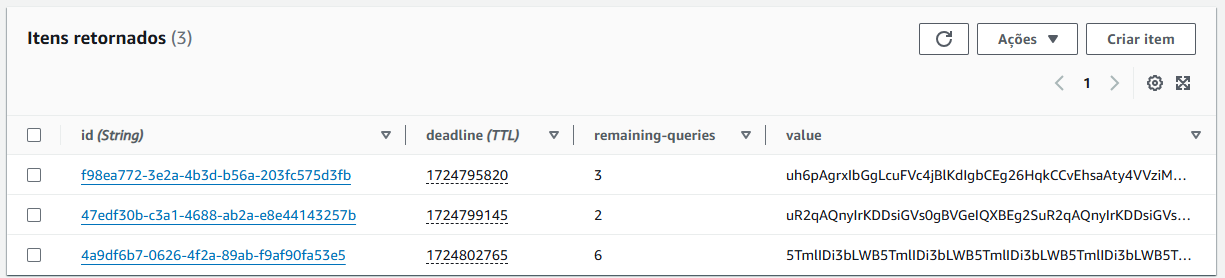 Itens retornados (3)
Ações
Criar item
1
id (String) deadline (TTL) remaining-queries value
f98ea772-3e2a-4b3d-b56a-203fc575d3fb 1724795820 3 uh6pAgrxIbGgLcuFVc4jBlKdIgbCEg26HqkCCvEhsaAty4VVziM...
47edf30b-c3a1-4688-ab2a-e8e44143257b 1724799145 2 uR2qAQnyIrKDDsiGVs0gBVGeIQXBEg2SuR2qAQnyIrKDDsiGVs...
4a9df6b7-0626-4f2a-89ab-f9af90fa53e5 1724802765 6 5TmlIDi3bLWB5TmlIDi3bLWB5TmlIDi3bLWB5TmlIDi3bLWB5T...